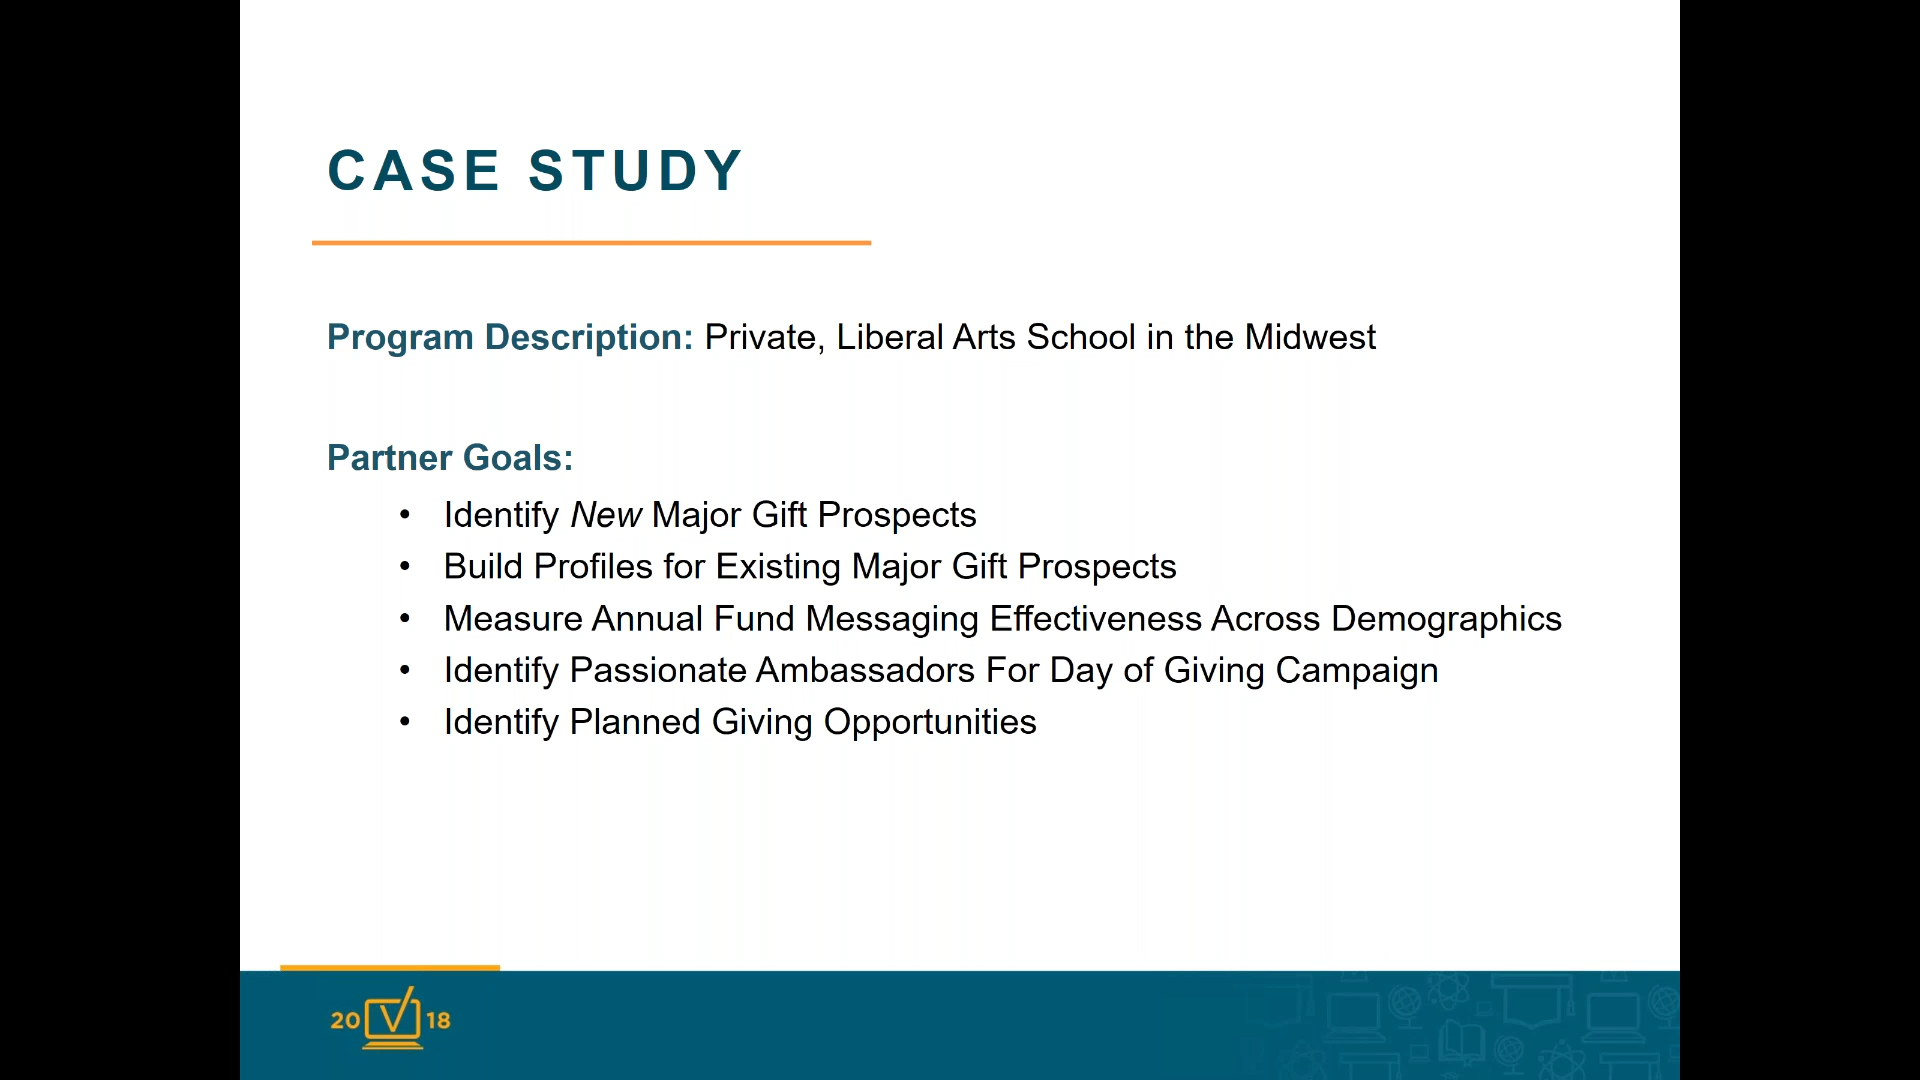 CASE STUDY
Program Description: Private, Liberal Arts School in the Midwest
Partner Goals:
• Identify New Major Gift Prospects
• Build Profiles for Existing Major Gift Prospects
• Measure Annual Fund Messaging Effectiveness Across Demographics
• Identify Passionate Ambassadors For Day of Giving Campaign
• Identify Planned Giving Opportunities
20 V 18